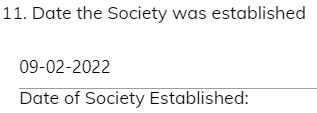 11. Date the Society was established
09-02-2022
Date of Society Established: